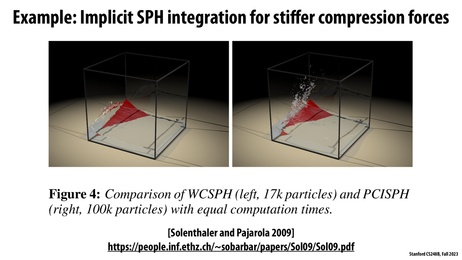 Example: Implicit SPH integration for stiffer compression forces
Figure 4: Comparison of WCSPH (left, 17k particles) and PCISPH
(right, 100k particles) with equal computation times.
[Solenthaler and Pajarola 2009]
https://people.inf.ethz.ch/~sobarbar/papers/Sol09/Sol09.pdf
Stanford CS248B, Fall 2023